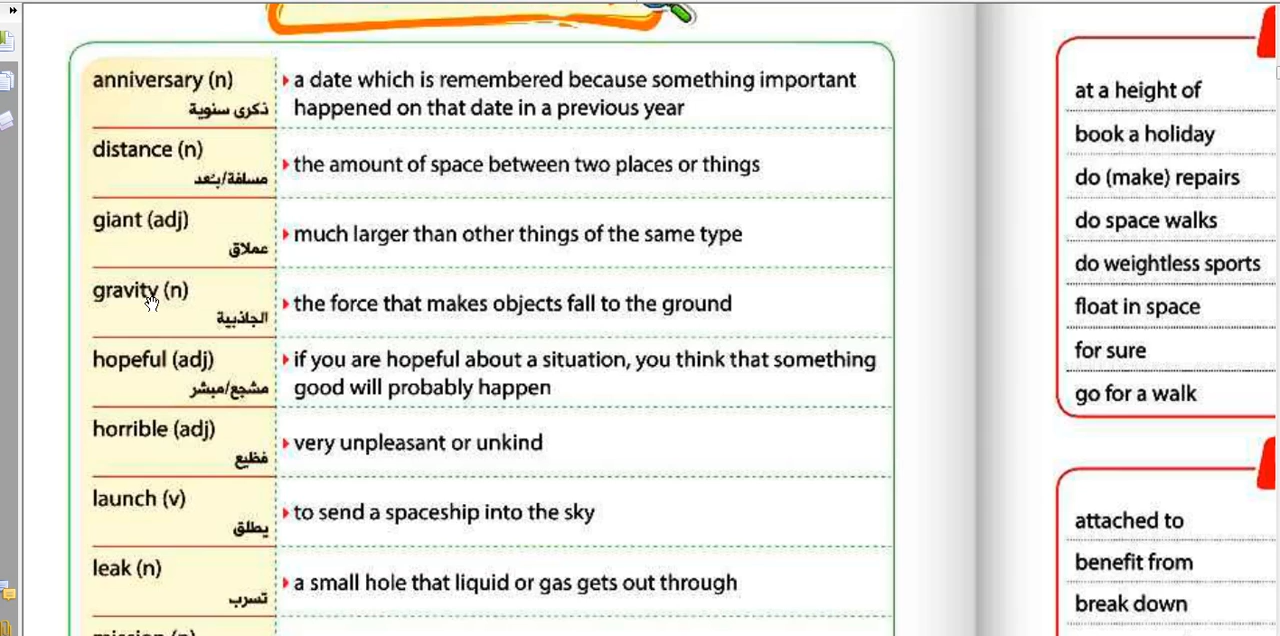 anniversary (n)
ذكرى سنوية
a date which is remembered because something important
happened on that date in a previous year
distance (n)
مسافة/بُعد
the amount of space between two places or things
giant (adj)
عملاق
much larger than other things of the same type
gravity (n)
الجاذبية
the force that makes objects fall to the ground
hopeful (adj)
مشجع/مبشر
if you are hopeful about a situation, you think that something
good will probably happen
horrible (adj)
فظيع
very unpleasant or unkind
launch (v)
يطلق
to send a spaceship into the sky
leak (n)
تسرب
a small hole that liquid or gas gets out through
at a height of
book a holiday
do (make) repairs
do space walks
do weightless sports
float in space
for sure
go for a walk
attached to
benefit from
break down